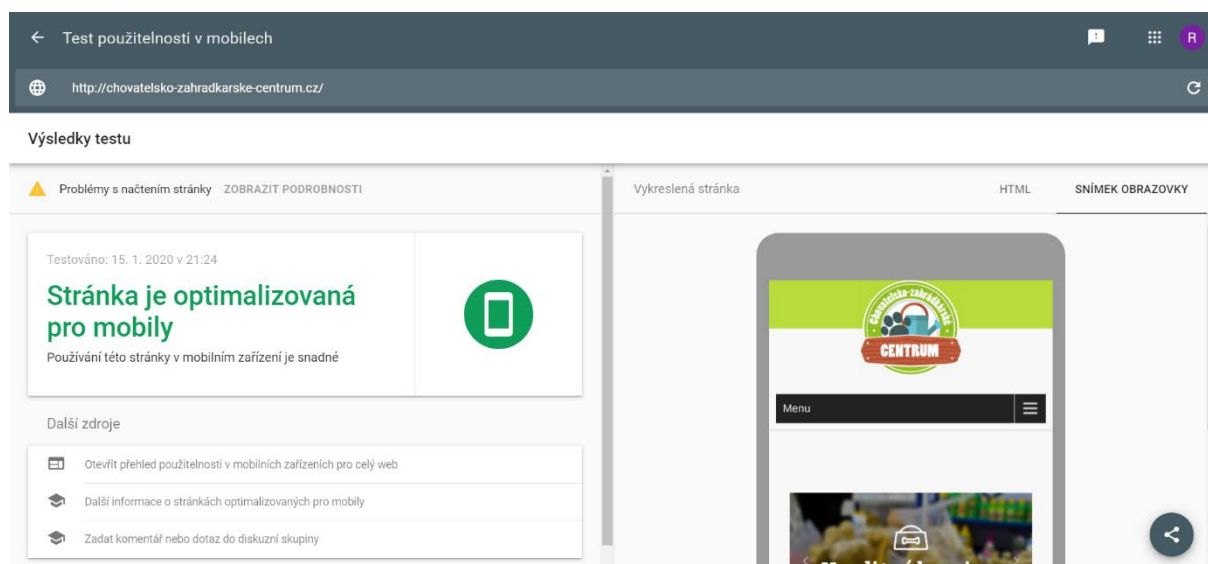 Test použitelnosti v mobilech
R
http://chovatelsko-zahradkarske-centrum.cz/
Výsledky testu
Problémy s načtením stránky ZOBRAZIT PODROBNOSTI
Vykreslená stránka
HTML
SNÍMEK OBRAZOVKY
Testováno: 15. 1. 2020 v 21:24
Stránka je optimalizovaná
pro mobily
Používání této stránky v mobilním zařízení je snadné
Další zdroje
Otevřít přehled použitelnosti v mobilních zařízeních pro celý web
Další informace o stránkách optimalizovaných pro mobily
Zadat komentář nebo dotaz do diskuzní skupiny
Chovatelsko-zahrádkářské
CENTRUM
Menu